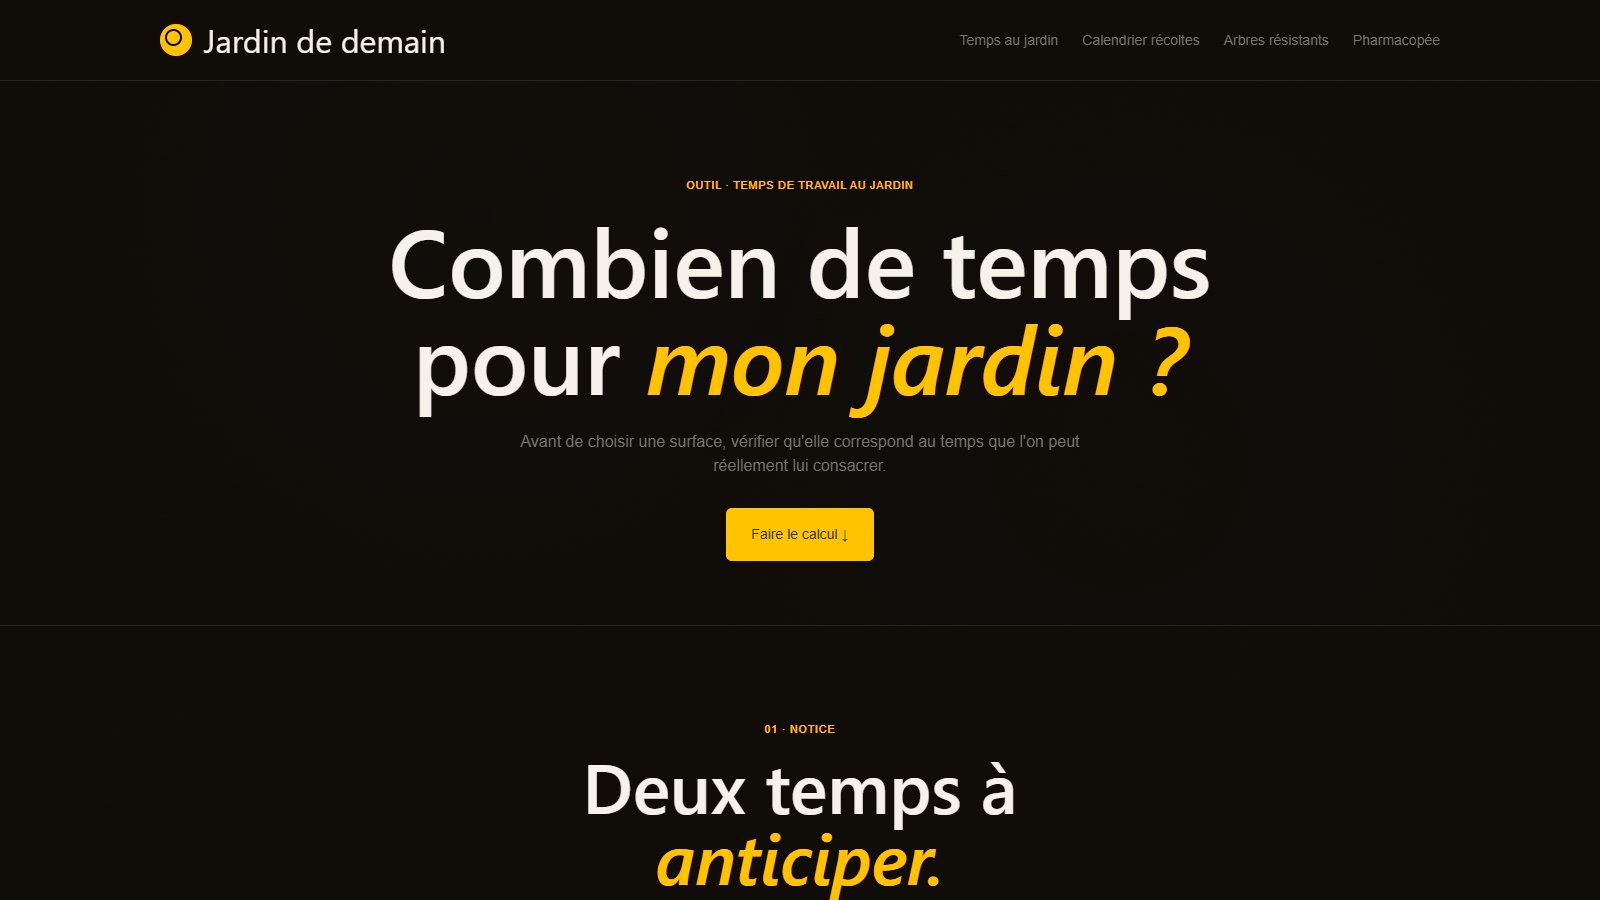 Jardin de demain
Temps au jardin
Calendrier récoltes
Arbres résistants
Pharmacopée
OUTIL · TEMPS DE TRAVAIL AU JARDIN
Combien de temps
pour mon jardin ?
Avant de choisir une surface, vérifier qu'elle correspond au temps que l'on peut
réellement lui consacrer.
Faire le calcul ↓
01 · NOTICE
Deux temps à
anticiper.